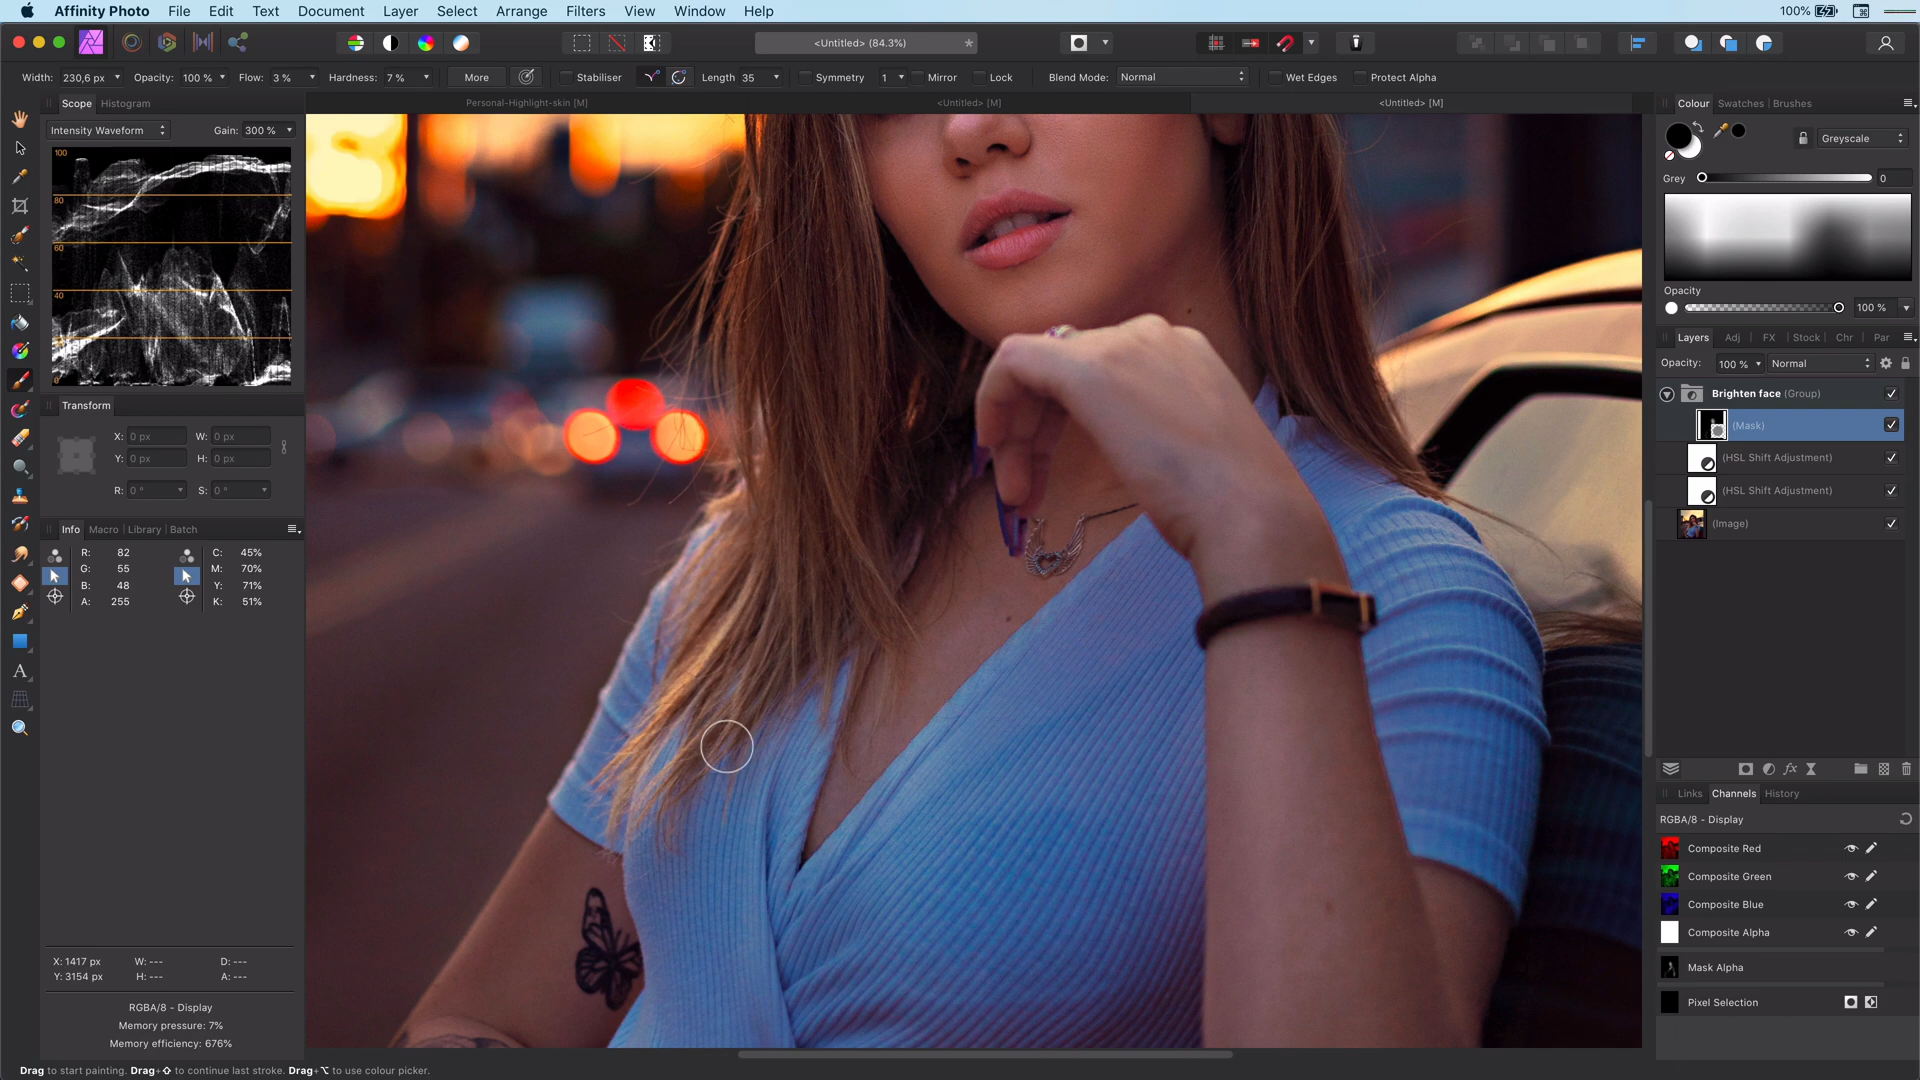 Affinity Photo File Edit Text Document Layer Select Arrange Filters View Window Help 100%
<Untitled> (84.3%) *
Width: 230,6 px Opacity: 100 % Flow: 3 % Hardness: 7 % More Stabiliser Length 35 Symmetry 1 Mirror Lock Blend Mode: Normal Wet Edges Protect Alpha
Scope Histogram
Personal-Highlight-skin [M] <Untitled> [M] <Untitled> [M]
Intensity Waveform Gain: 300 %
100
80
60
40
0
Transform
X: 0 px W: 0 px
Y: 0 px H: 0 px
R: 0 ° S: 0 °
Info Macro Library Batch
R: 82 C: 45%
G: 55 M: 70%
B: 48 Y: 71%
A: 255 K: 51%
X: 1417 px W: --- D: ---
Y: 3154 px H: --- A: ---
RGBA/8 - Display
Memory pressure: 7%
Memory efficiency: 676%
Drag to start painting. Drag+⇧ to continue last stroke. Drag+⌥ to use colour picker.
Colour Swatches Brushes
Greyscale
Grey 0
Opacity
100 %
Layers Adj FX Stock Chr Par
Opacity: 100 % Normal
Brighten face (Group)
(Mask)
(HSL Shift Adjustment)
(HSL Shift Adjustment)
(Image)
Links Channels History
RGBA/8 - Display
Composite Red
Composite Green
Composite Blue
Composite Alpha
Mask Alpha
Pixel Selection